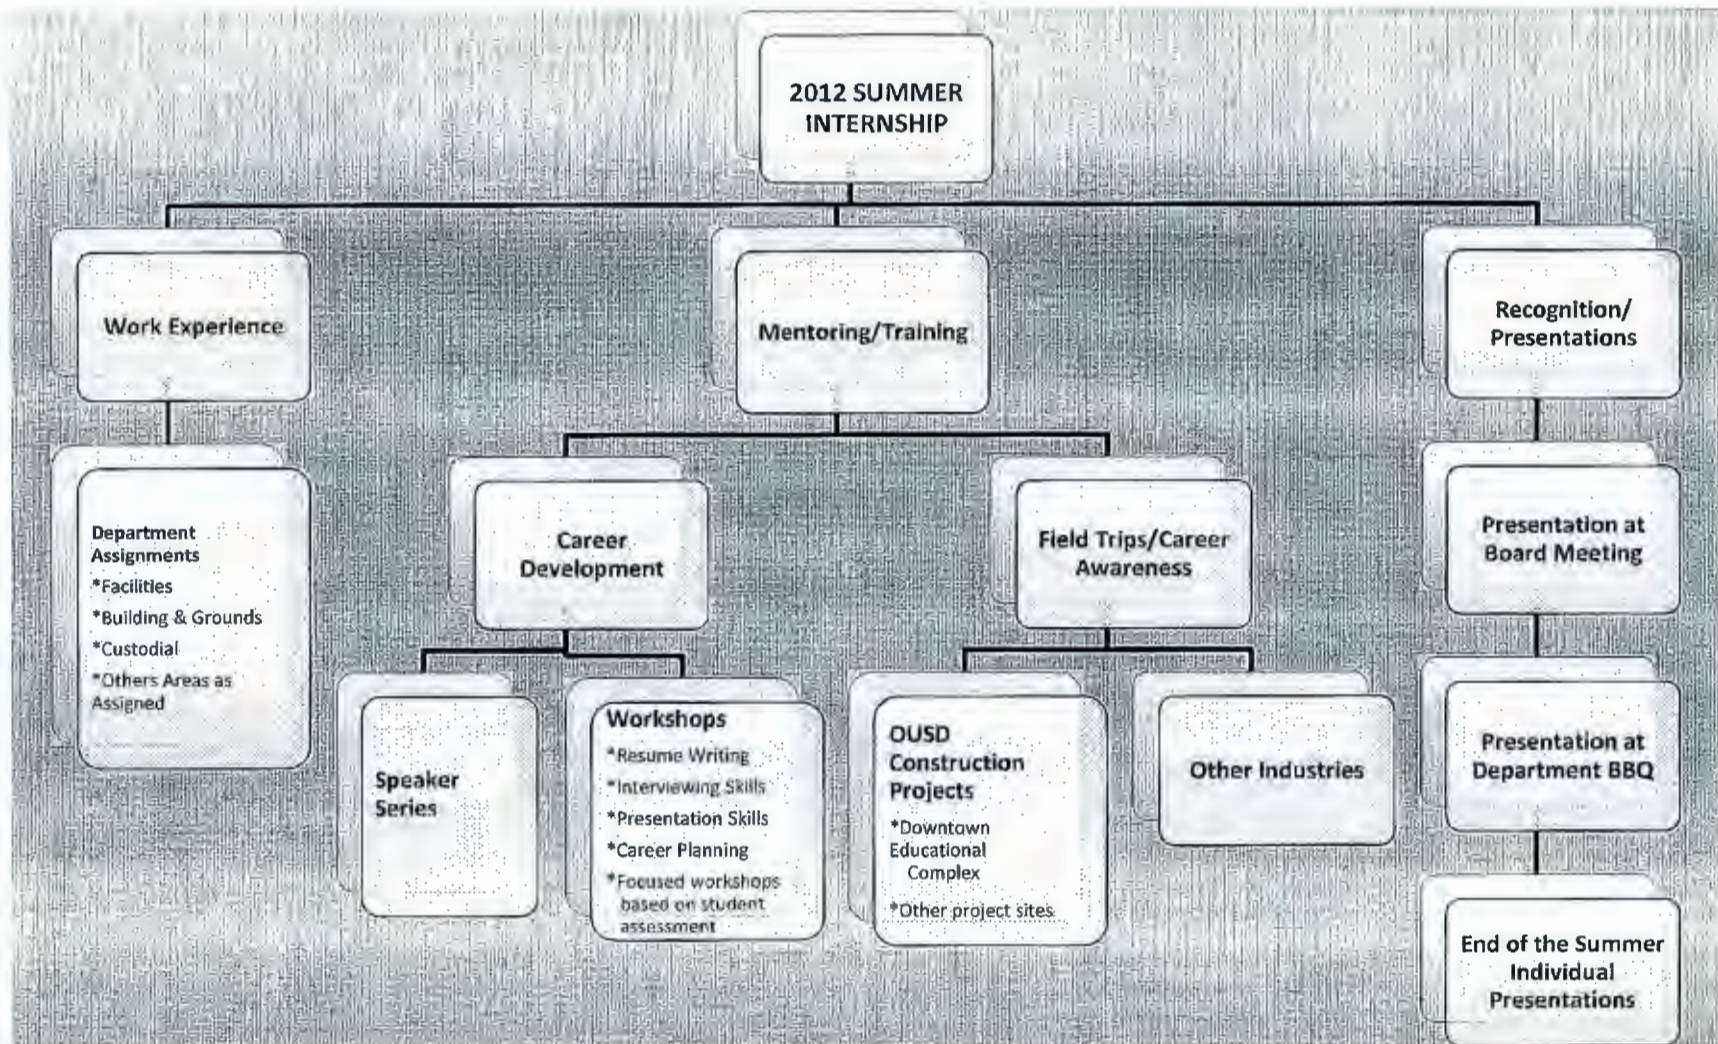 2012 SUMMER
INTERNSHIP
Work Experience
Mentoring/Training
Recognition/
Presentations
Department
Assignments
*Facilities
*Building & Grounds
*Custodial
*Others Areas as
Assigned
Career
Development
Field Trips/Career
Awareness
Presentation at
Board Meeting
Speaker
Series
Workshops
*Resume Writing
*Interviewing Skills
*Presentation Skills
*Career Planning
*Focused workshops
based on student
assessment
OUSD
Construction
Projects
*Downtown
Educational
Complex
*Other project sites
Other Industries
Presentation at
Department BBQ
End of the Summer
Individual
Presentations